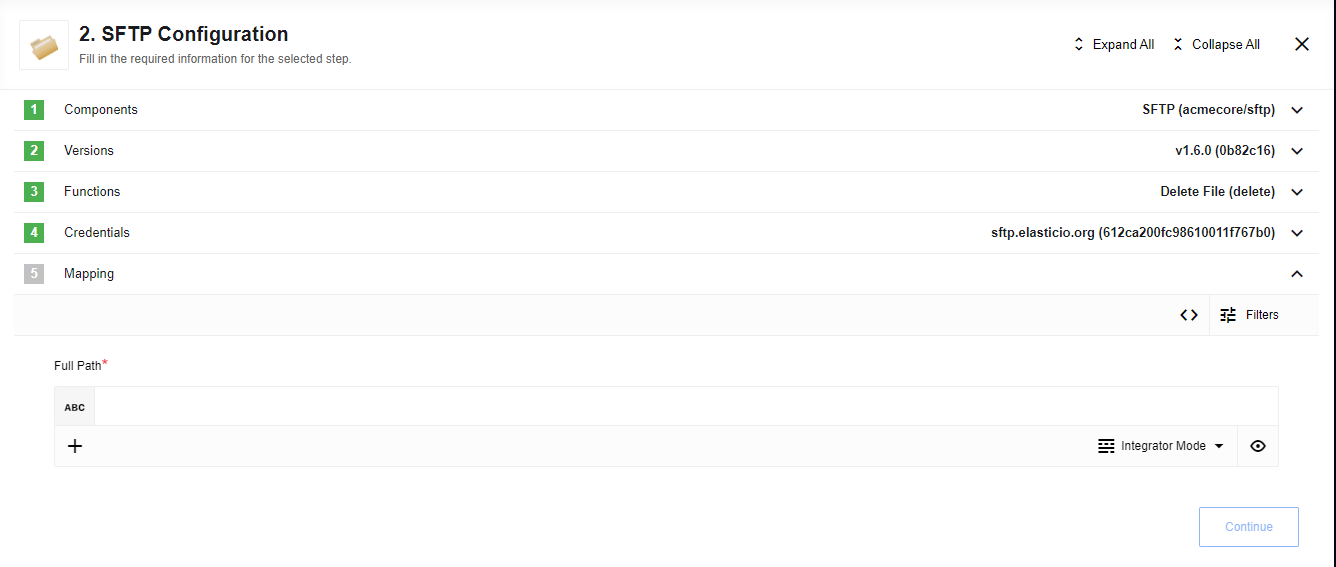 2. SFTP Configuration
Fill in the required information for the selected step.
Expand All
Collapse All
1 Components SFTP (acmecore/sftp)
2 Versions v1.6.0 (0b82c16)
3 Functions Delete File (delete)
4 Credentials sftp.elasticio.org (612ca200fc98610011f767b0)
5 Mapping
Filters
Full Path*
ABC
Integrator Mode
Continue